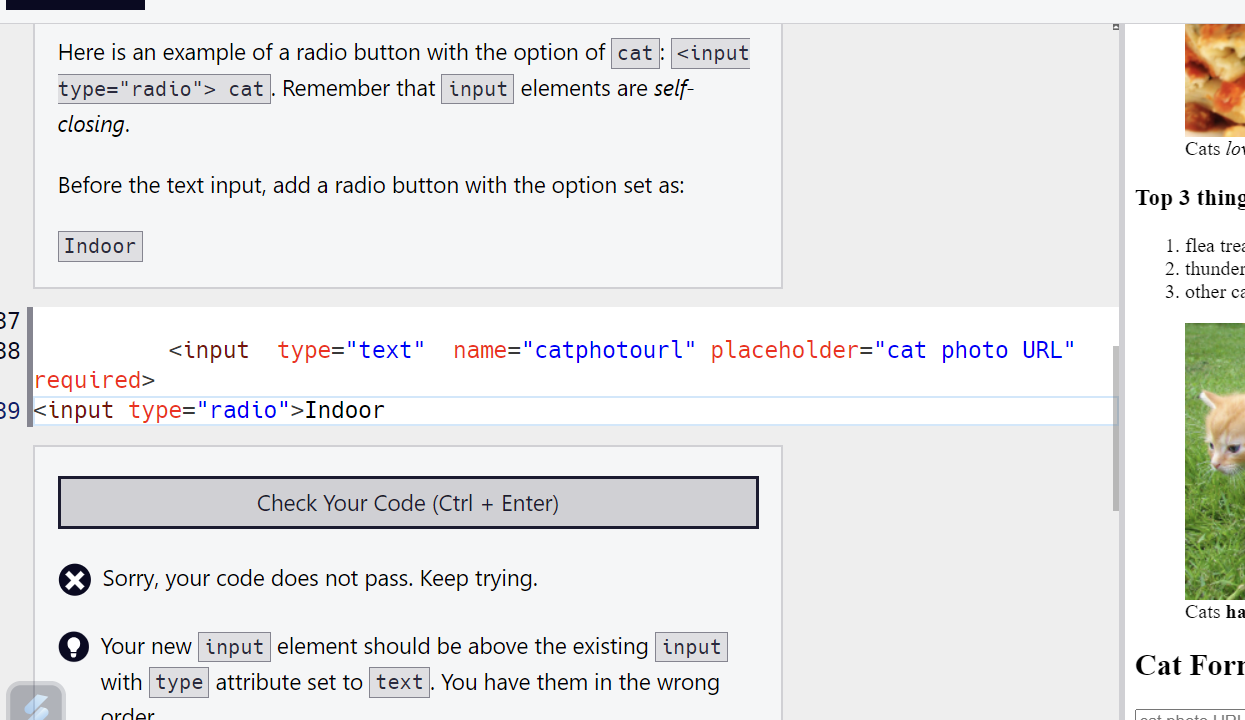 Here is an example of a radio button with the option of cat: <input
type="radio"> cat. Remember that input elements are self-
closing.
Before the text input, add a radio button with the option set as:
Indoor
37
38 <input  type="text"  name="catphotourl" placeholder="cat photo URL"
required>
39 <input type="radio">Indoor
Check Your Code (Ctrl + Enter)
Sorry, your code does not pass. Keep trying.
Your new input element should be above the existing input
with type attribute set to text. You have them in the wrong
order.
Cats lov
Top 3 thing
1. flea trea
2. thunder
3. other ca
Cats ha
Cat Form
cat photo URL